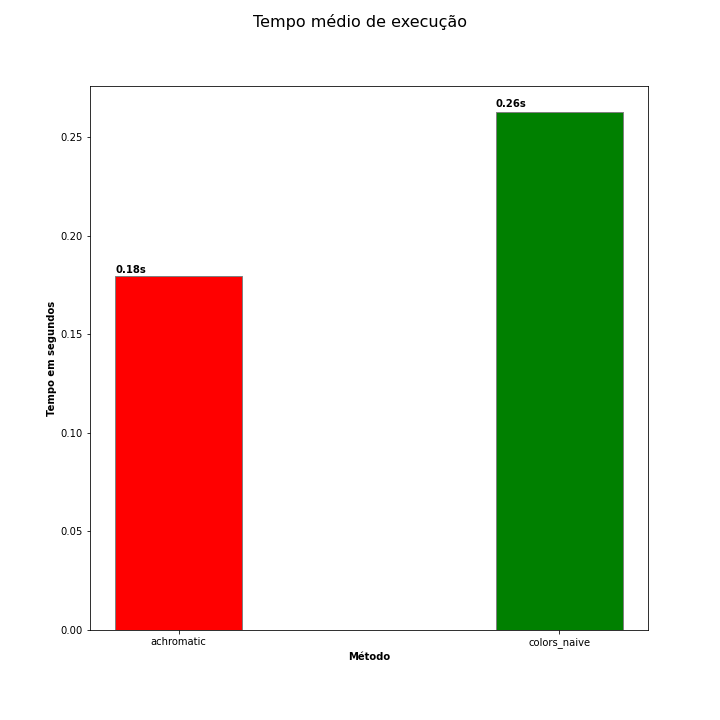 Tempo médio de execução
0.26s
0.25
0.20
0.18s
0.15
0.10
0.05
0.00
Tempo em segundos
achromatic
colors_naive
Método